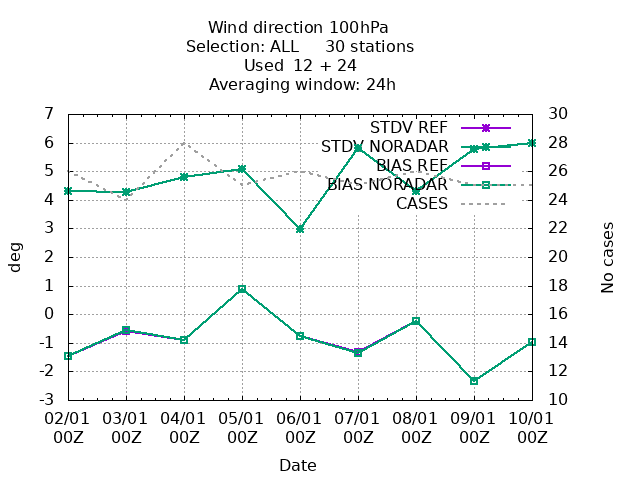 Wind direction 100hPa
Selection: ALL     30 stations
Used  12 + 24
Averaging window: 24h
STDV REF
STDV NORADAR
BIAS REF
BIAS NORADAR
CASES
7
6
5
4
3
2
1
0
-1
-2
-3
deg
30
28
26
24
22
20
18
16
14
12
10
No cases
02/01 03/01 04/01 05/01 06/01 07/01 08/01 09/01 10/01
00Z 00Z 00Z 00Z 00Z 00Z 00Z 00Z 00Z
Date